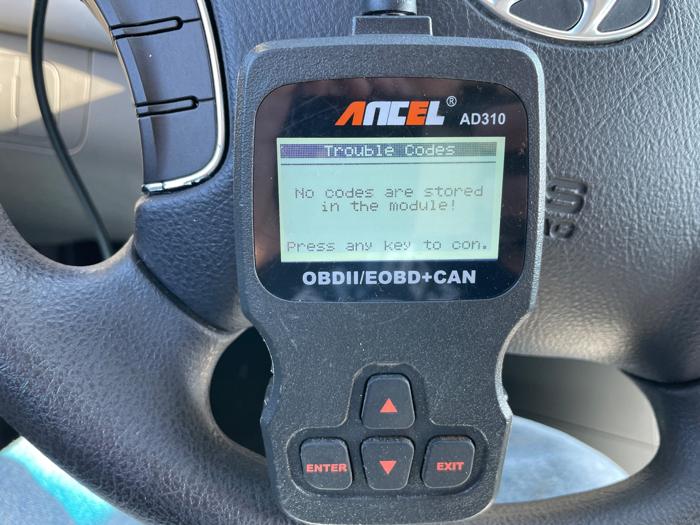 ANCEL®
AD310
Trouble Codes
No codes are stored
in the module!
Press any key to con.
OBDII/EOBD+CAN
ENTER
EXIT
SRS